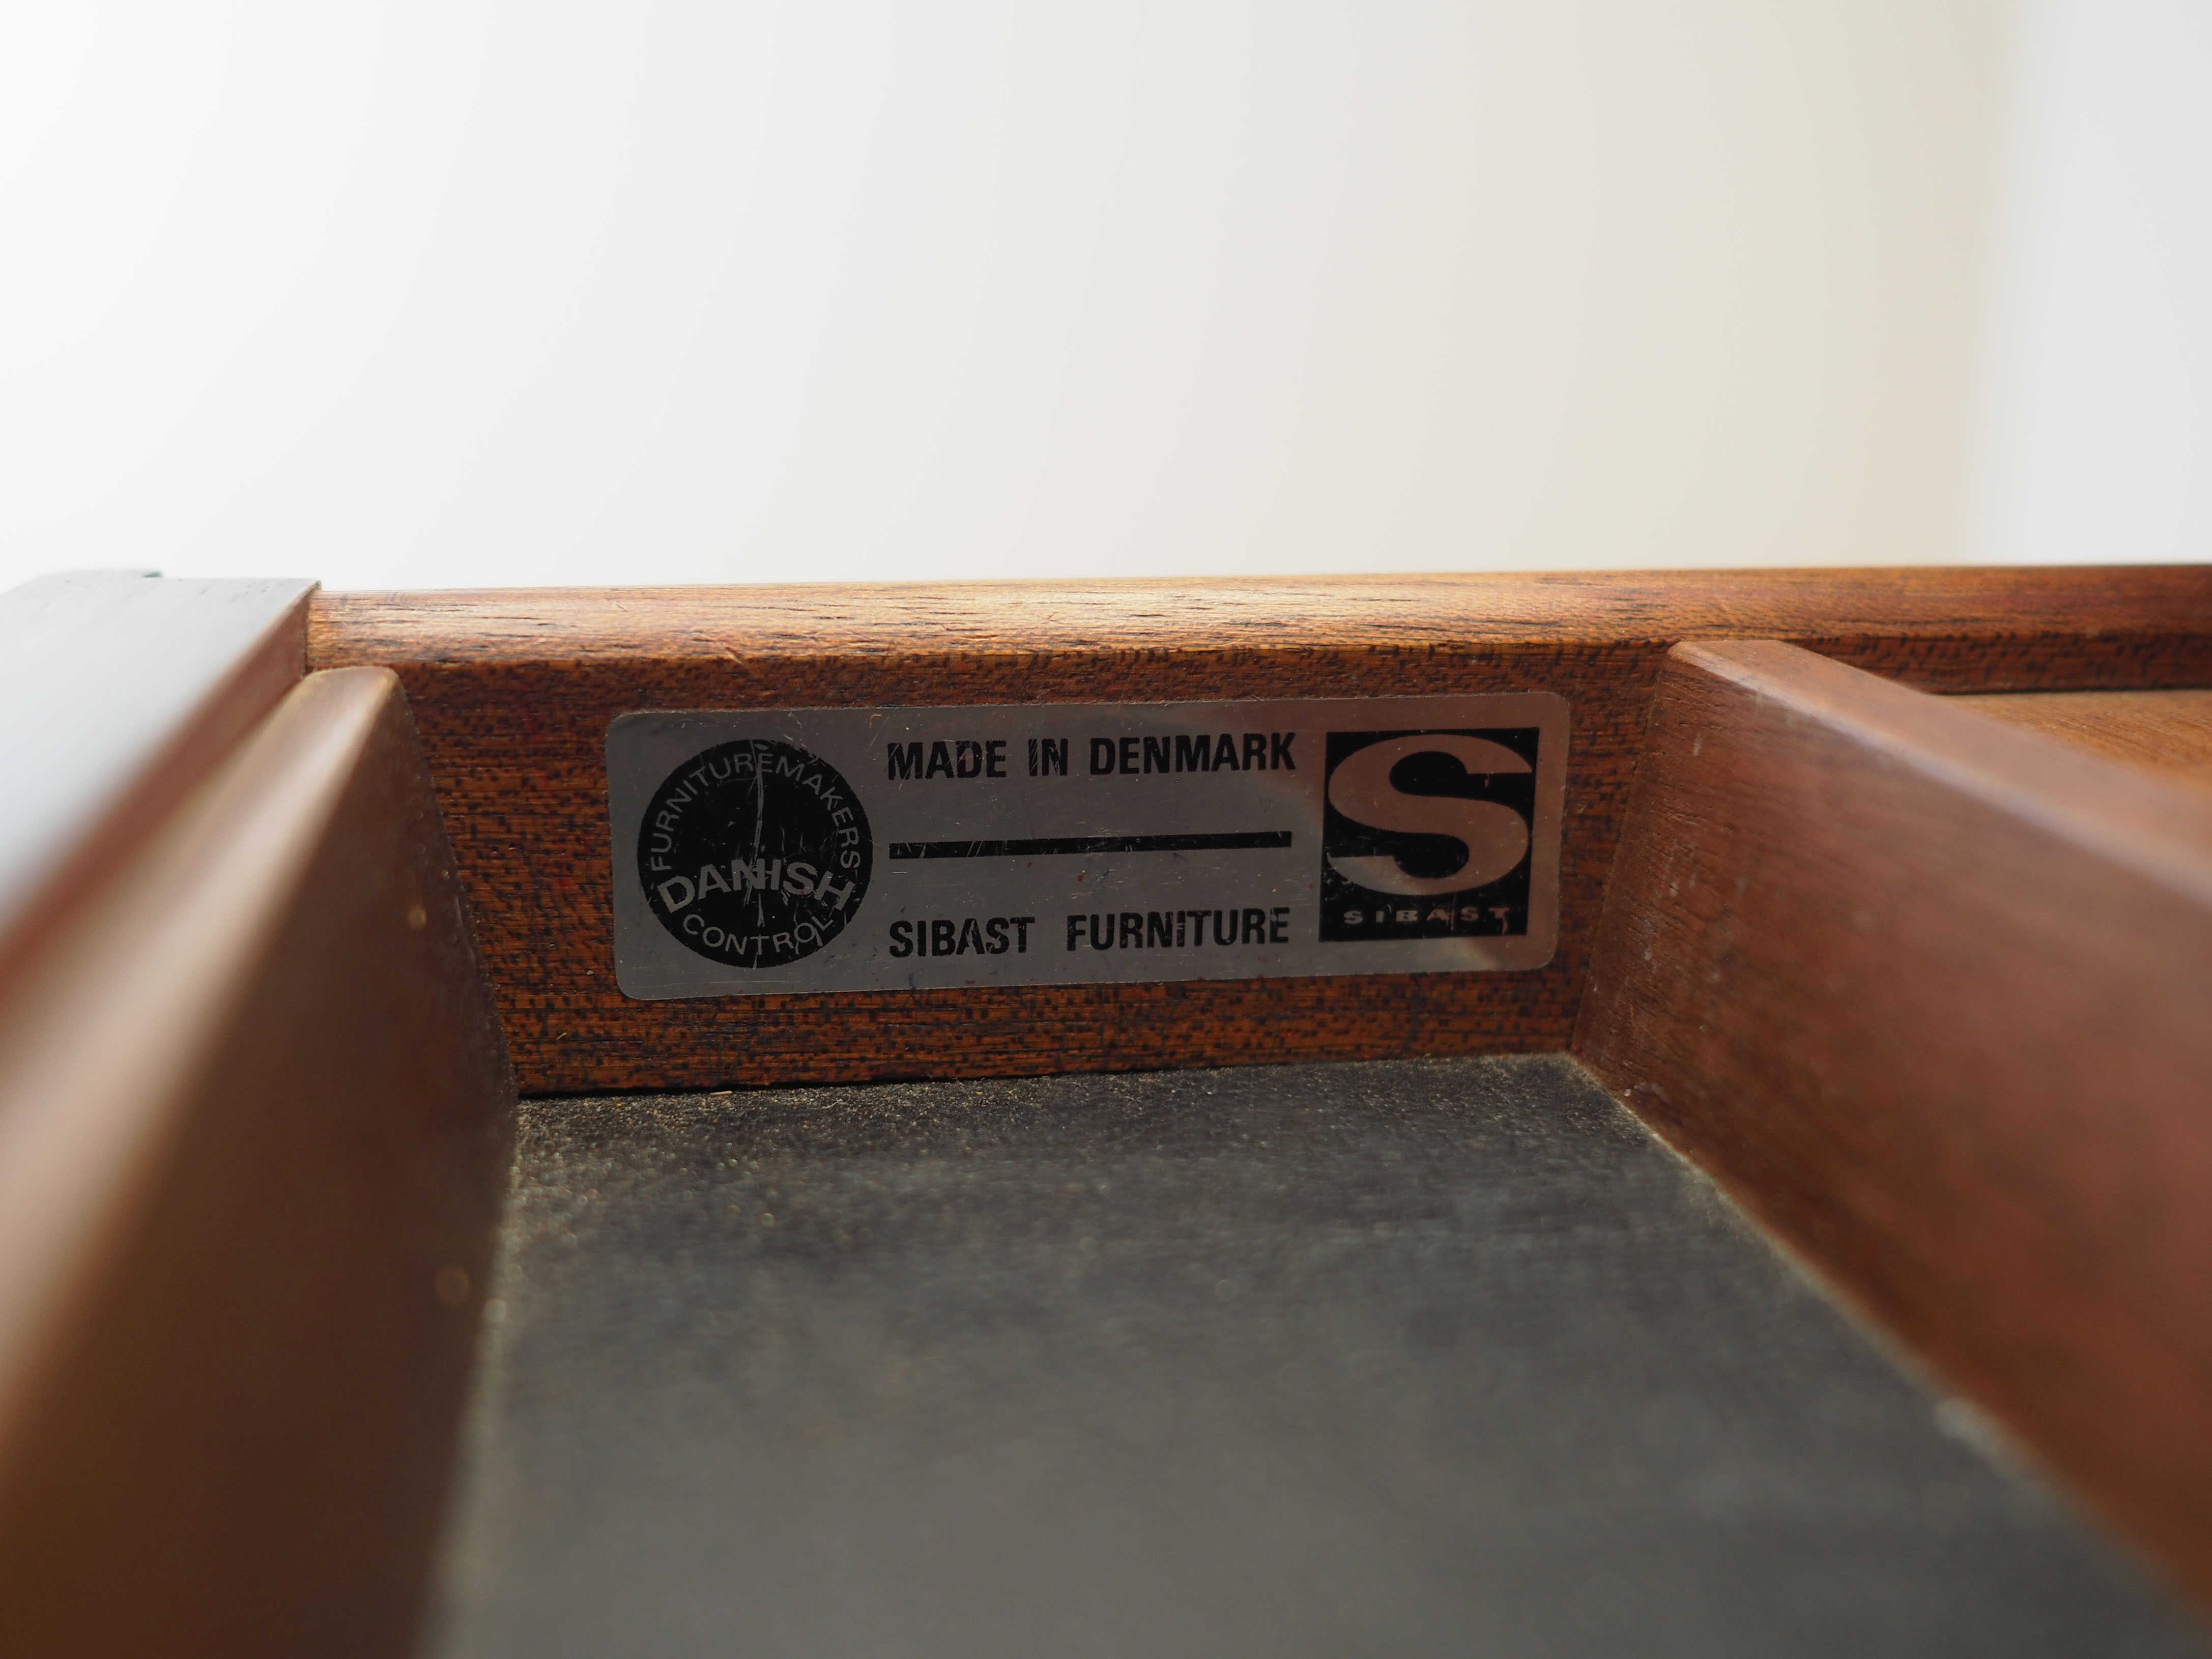 FURNITUREMAKERS
DANISH
CONTROL
MADE IN DENMARK
SIBAST FURNITURE
S
SIBAST